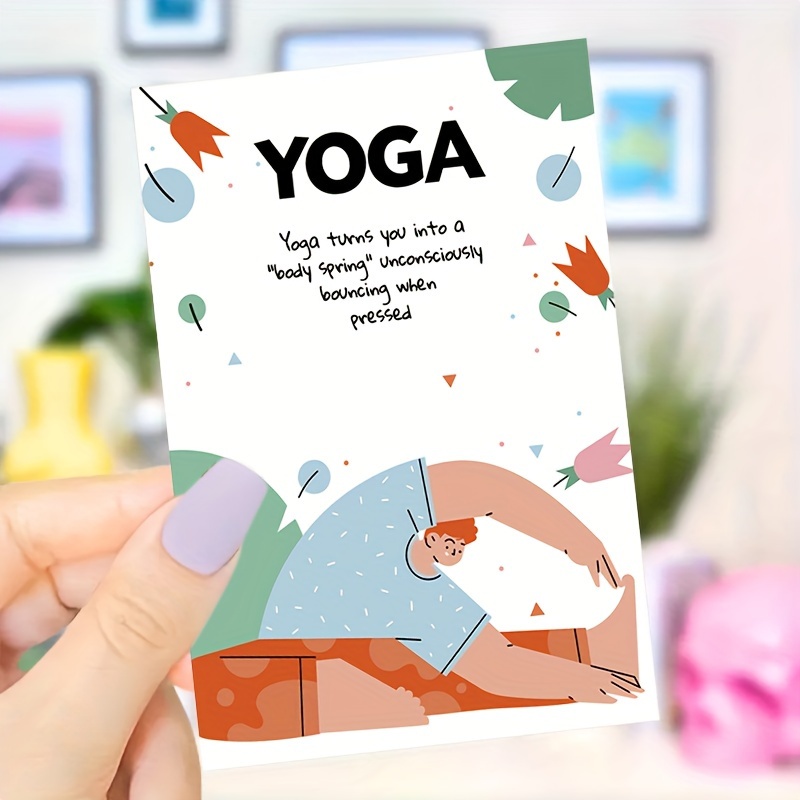 YOGA
Yoga turns you into a
"body spring" unconsciously
bouncing when
pressed